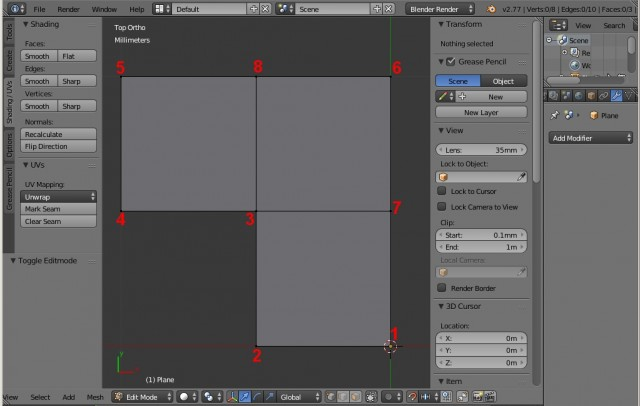 File Render Window Help Default Scene Blender Render v2.77 | Verts:0/8 | Edges:0/10 | Faces:0/3 |
Tools
Create
Shading / UVs
Options
Grease Pencil
Shading
Faces:
Smooth Flat
Edges:
Smooth Sharp
Vertices:
Smooth Sharp
Normals:
Recalculate
Flip Direction
UVs
UV Mapping:
Unwrap
Mark Seam
Clear Seam
Toggle Editmode
Top Ortho
Millimeters
5 8 6
4 3 7
2 1
y
(1) Plane
View Select Add Mesh Edit Mode Global
Transform
Nothing selected
Grease Pencil
Scene Object
New
New Layer
View
Lens: 35mm
Lock to Object:
Lock to Cursor
Lock Camera to View
Clip:
Start: 0.1mm
End: 1m
Local Camera:
Render Border
3D Cursor
Location:
X: 0m
Y: 0m
Z: 0m
Item
Scene
Re
Plane
Add Modifier